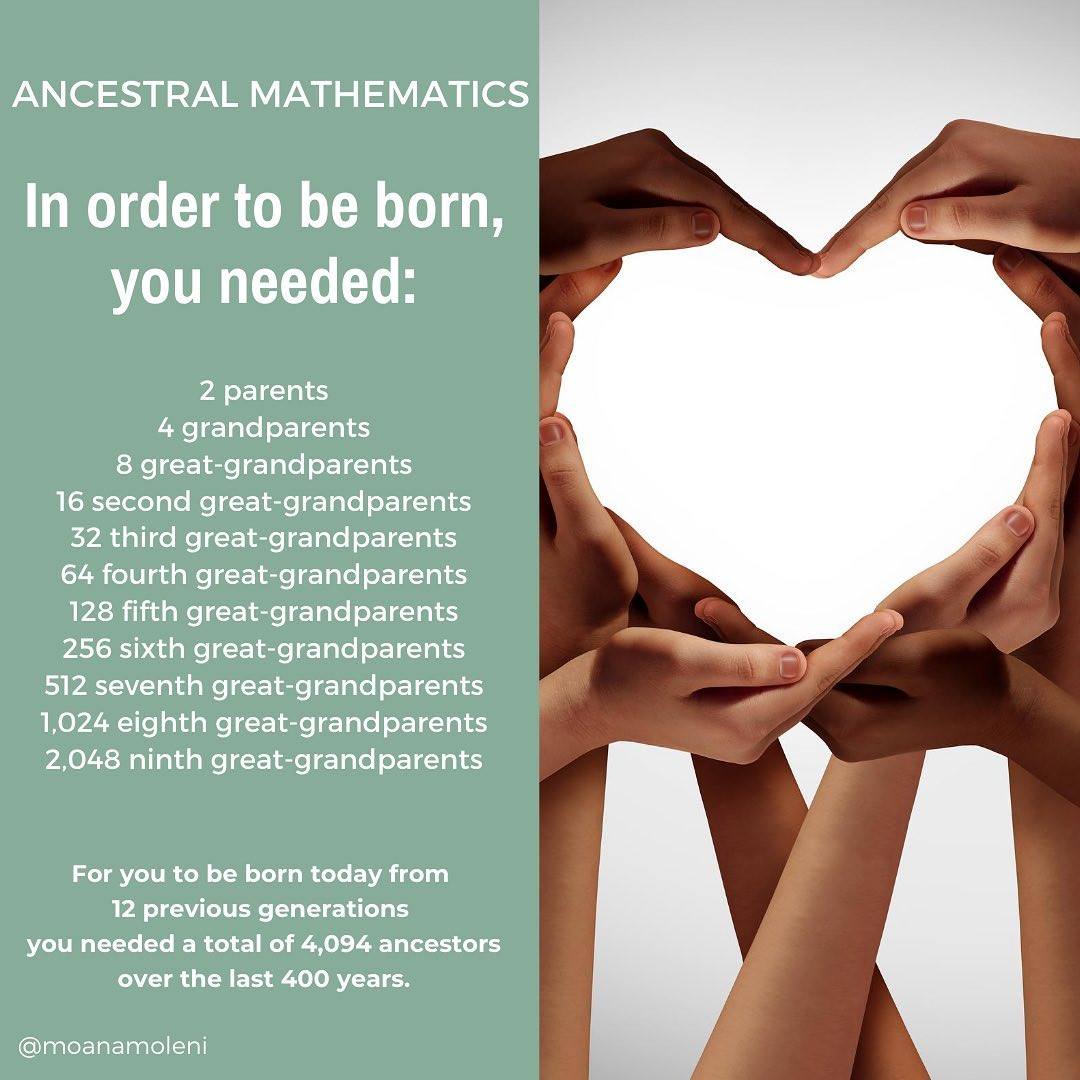 ANCESTRAL MATHEMATICS
In order to be born,
you needed:
2 parents
4 grandparents
8 great-grandparents
16 second great-grandparents
32 third great-grandparents
64 fourth great-grandparents
128 fifth great-grandparents
256 sixth great-grandparents
512 seventh great-grandparents
1,024 eighth great-grandparents
2,048 ninth great-grandparents
For you to be born today from
12 previous generations
you needed a total of 4,094 ancestors
over the last 400 years.
@moanamoleni